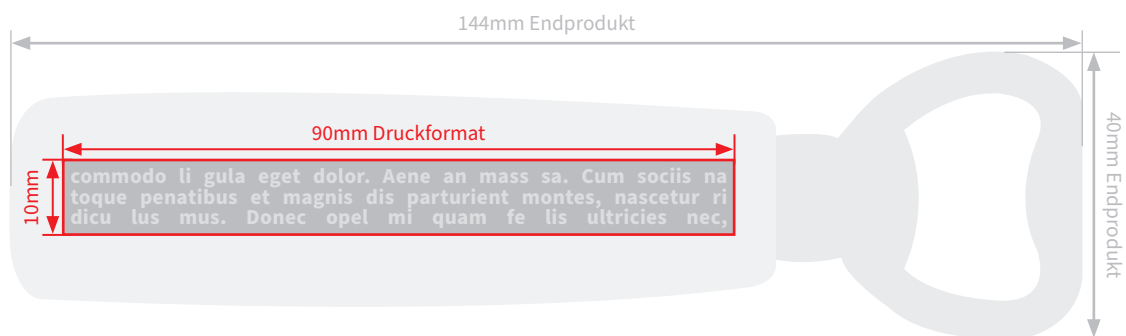 144mm Endprodukt
90mm Druckformat
10mm
commodo li gula eget dolor. Aene an mass sa. Cum sociis na
toque penatibus et magnis dis parturient montes, nascetur ri
dicu lus mus. Donec opel mi quam fe lis ultricies nec,
40mm Endprodukt